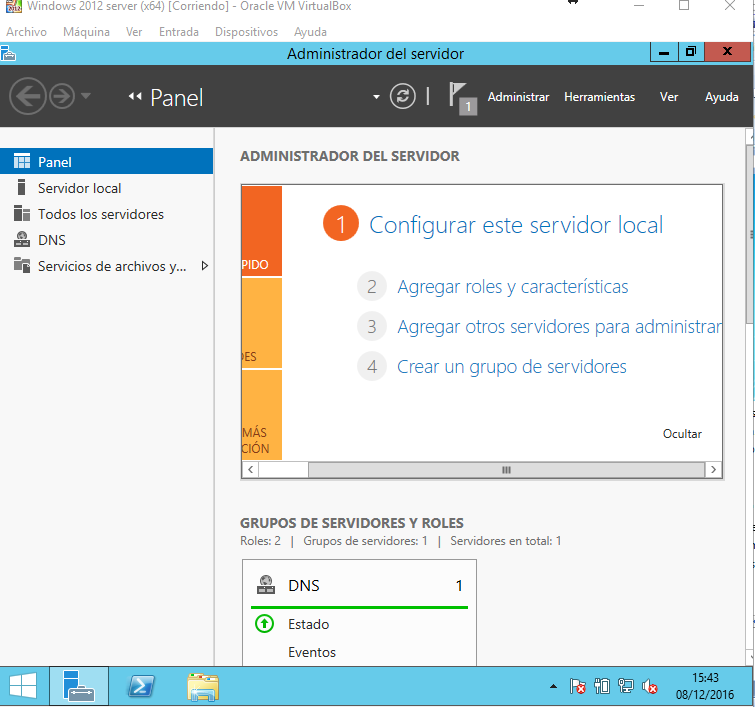 Windows 2012 server (x64) [Corriendo] - Oracle VM VirtualBox
Archivo Máquina Ver Entrada Dispositivos Ayuda
Administrador del servidor
Panel
1
Administrar Herramientas Ver Ayuda
Panel
Servidor local
Todos los servidores
DNS
Servicios de archivos y...
ADMINISTRADOR DEL SERVIDOR
PIDO
DES
MÁS
CIÓN
1 Configurar este servidor local
2 Agregar roles y características
3 Agregar otros servidores para administrar
4 Crear un grupo de servidores
Ocultar
GRUPOS DE SERVIDORES Y ROLES
Roles: 2 | Grupos de servidores: 1 | Servidores en total: 1
DNS 1
Estado
Eventos
15:43
08/12/2016